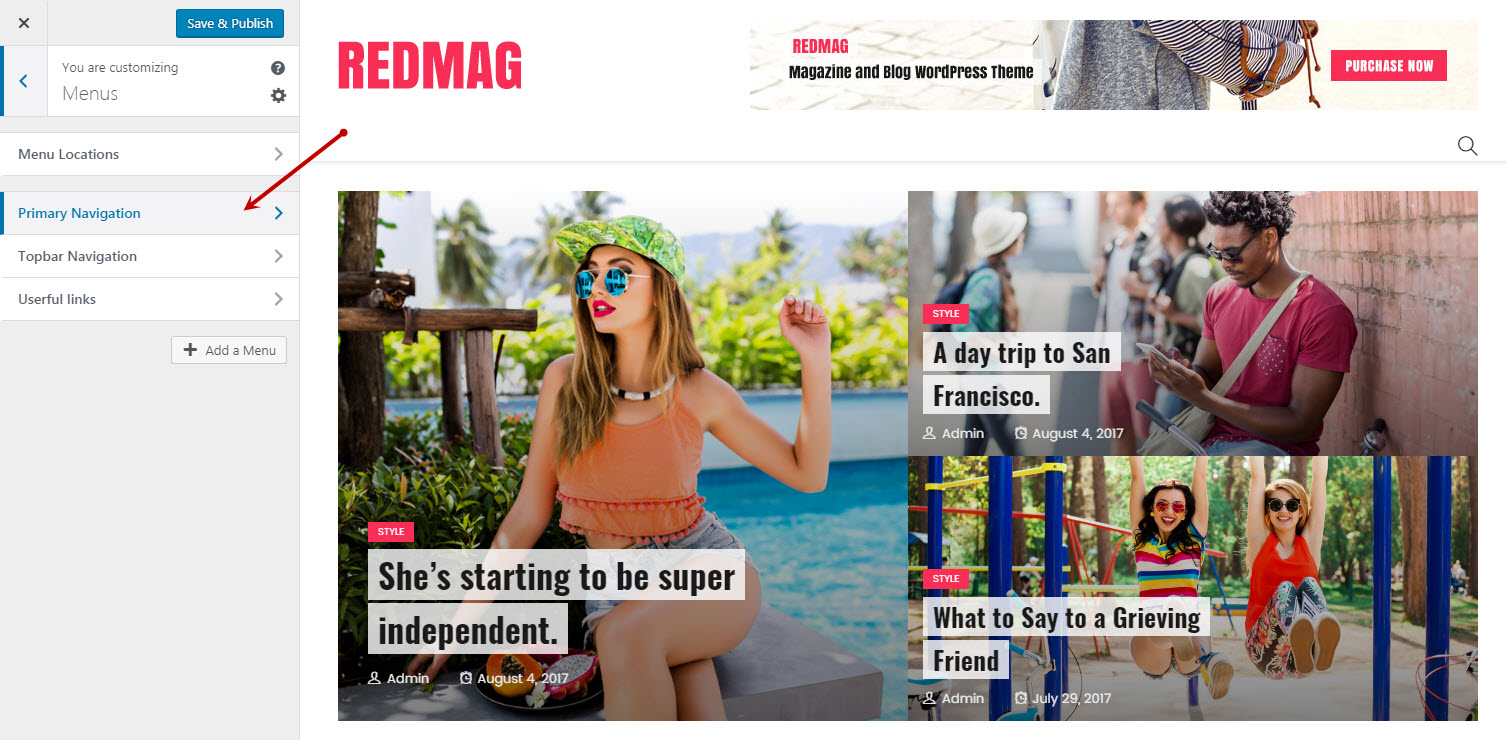 Save & Publish
You are customizing
Menus
Menu Locations
Primary Navigation
Topbar Navigation
Userful links
Add a Menu
REDMAG
REDMAG
Magazine and Blog WordPress Theme
PURCHASE NOW
STYLE
She's starting to be super
independent.
Admin August 4, 2017
STYLE
A day trip to San
Francisco.
Admin August 4, 2017
STYLE
What to Say to a Grieving
Friend
Admin July 29, 2017